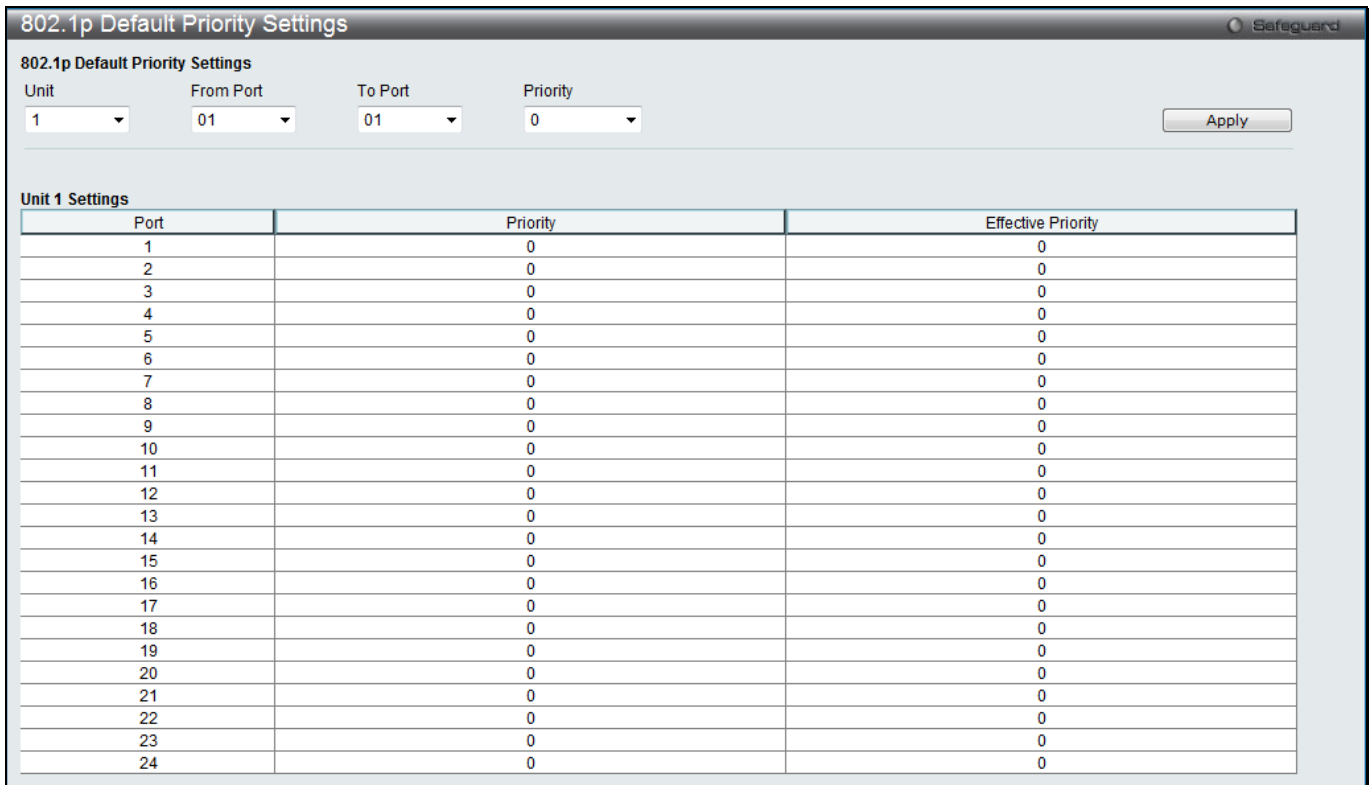 802.1p Default Priority Settings
Safeguard
802.1p Default Priority Settings
Unit From Port To Port Priority
1 01 01 0 Apply
Unit 1 Settings
Port Priority Effective Priority
1 0 0
2 0 0
3 0 0
4 0 0
5 0 0
6 0 0
7 0 0
8 0 0
9 0 0
10 0 0
11 0 0
12 0 0
13 0 0
14 0 0
15 0 0
16 0 0
17 0 0
18 0 0
19 0 0
20 0 0
21 0 0
22 0 0
23 0 0
24 0 0